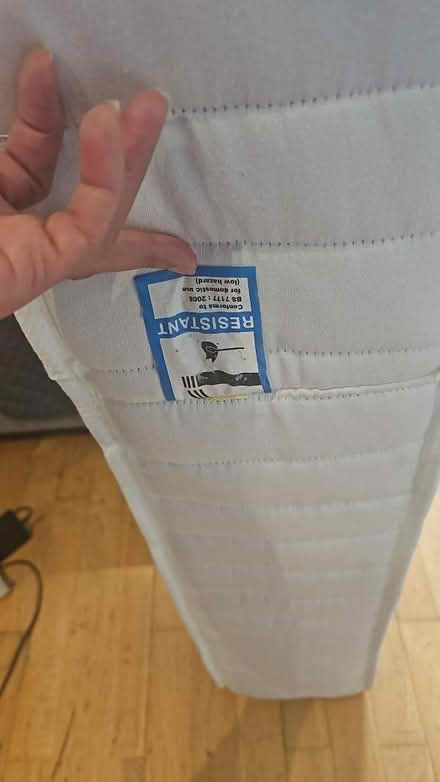 RESISTANT
Conforms to
BS 7177 : 2008
for domestic use
(low hazard)